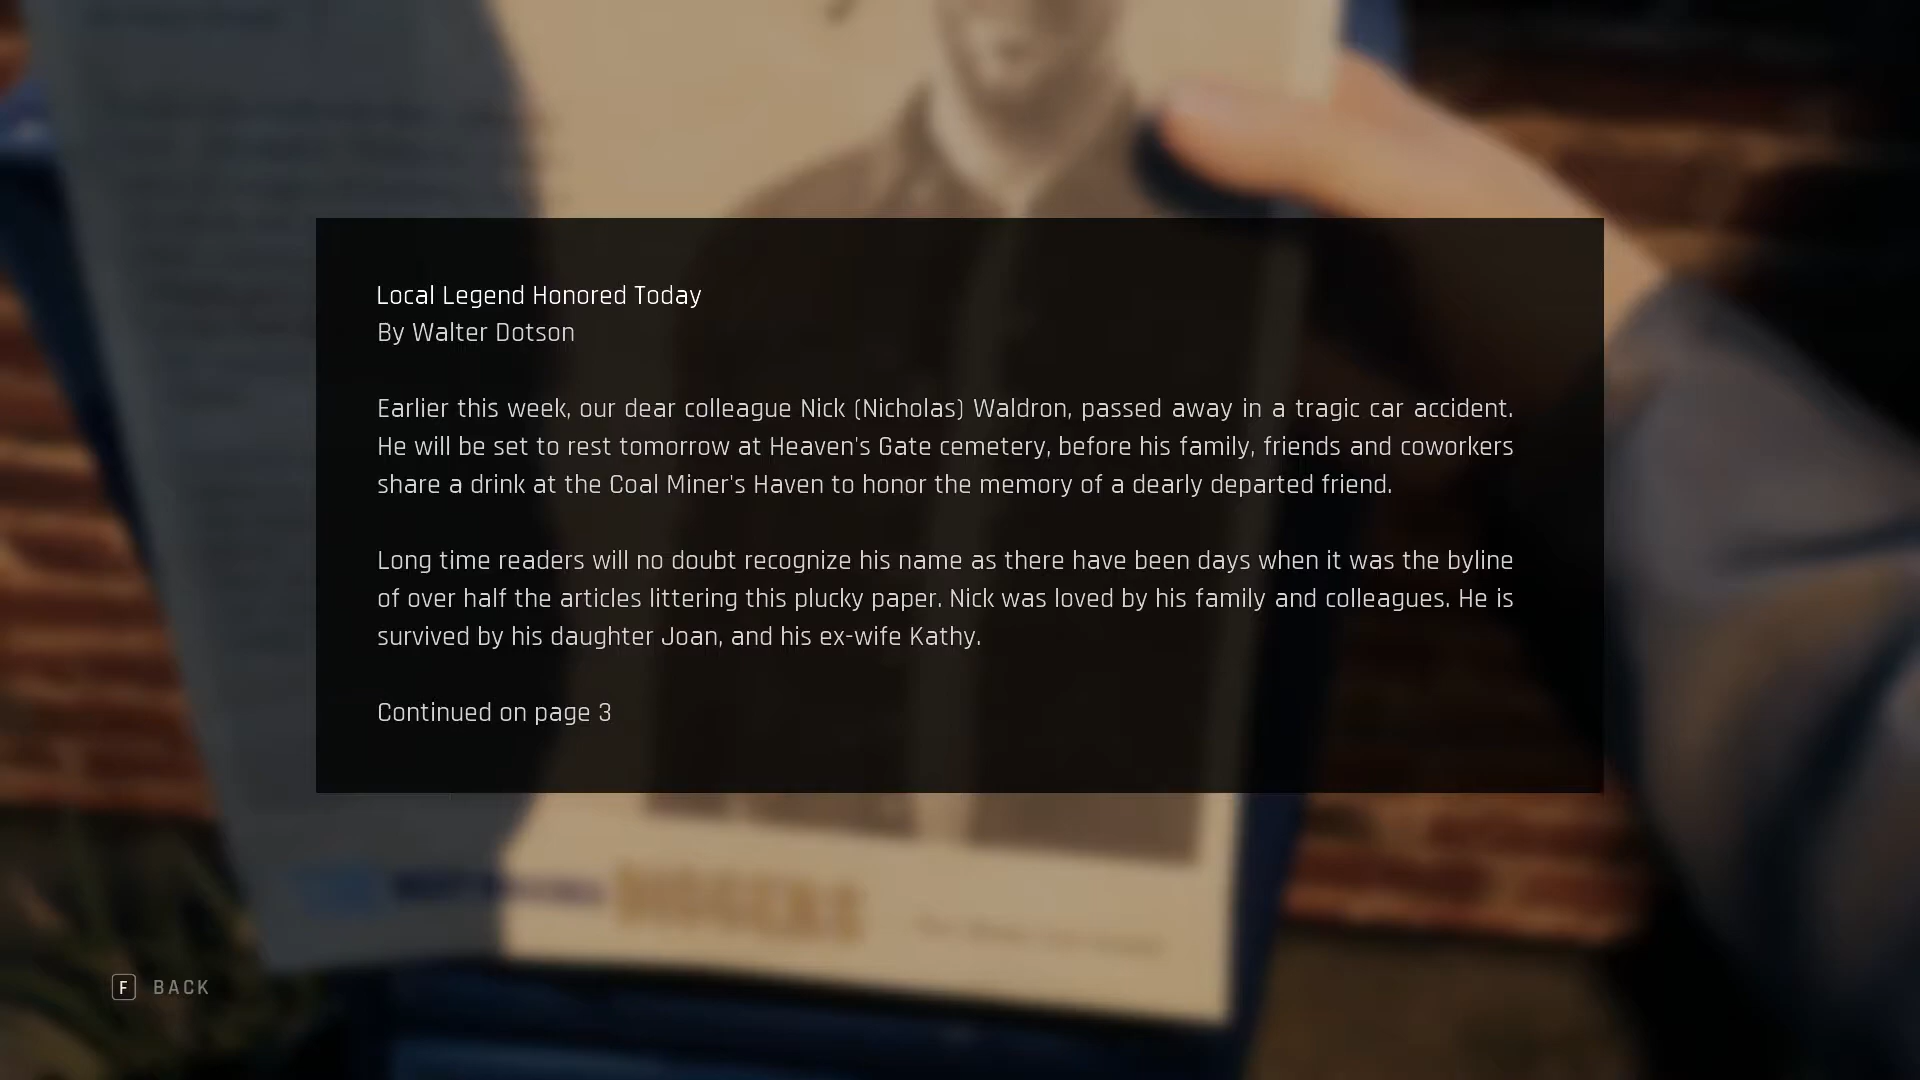 Local Legend Honored Today
By Walter Dotson
Earlier this week, our dear colleague Nick (Nicholas) Waldron, passed away in a tragic car accident.
He will be set to rest tomorrow at Heaven's Gate cemetery, before his family, friends and coworkers
share a drink at the Coal Miner's Haven to honor the memory of a dearly departed friend.
Long time readers will no doubt recognize his name as there have been days when it was the byline
of over half the articles littering this plucky paper. Nick was loved by his family and colleagues. He is
survived by his daughter Joan, and his ex-wife Kathy.
Continued on page 3
F BACK